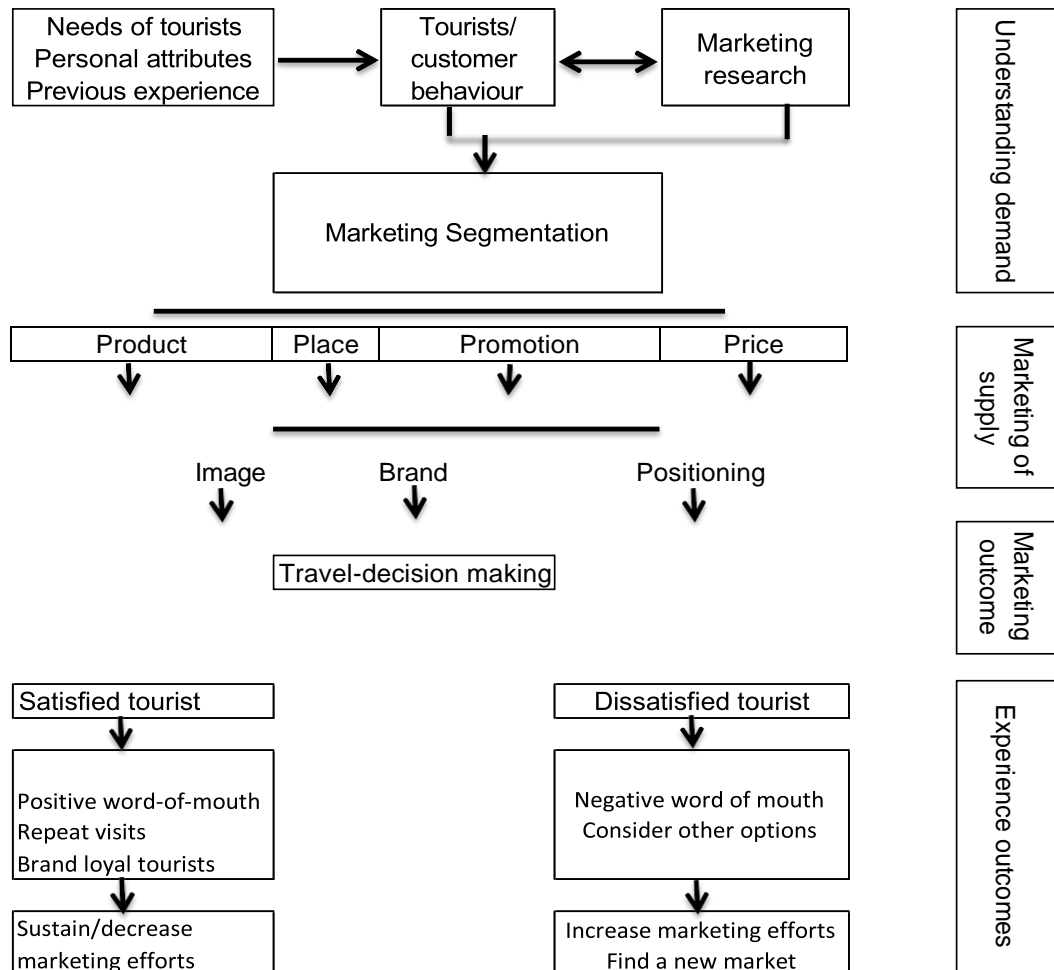 Needs of tourists
Personal attributes
Previous experience
Tourists/
customer
behaviour
Marketing
research
Understanding demand
Marketing Segmentation
Product
Place
Promotion
Price
Marketing of
supply
Image
Brand
Positioning
Travel-decision making
Marketing
outcome
Satisfied tourist
Dissatisfied tourist
Positive word-of-mouth
Repeat visits
Brand loyal tourists
Negative word of mouth
Consider other options
Experience outcomes
Sustain/decrease
marketing efforts
Increase marketing efforts
Find a new market